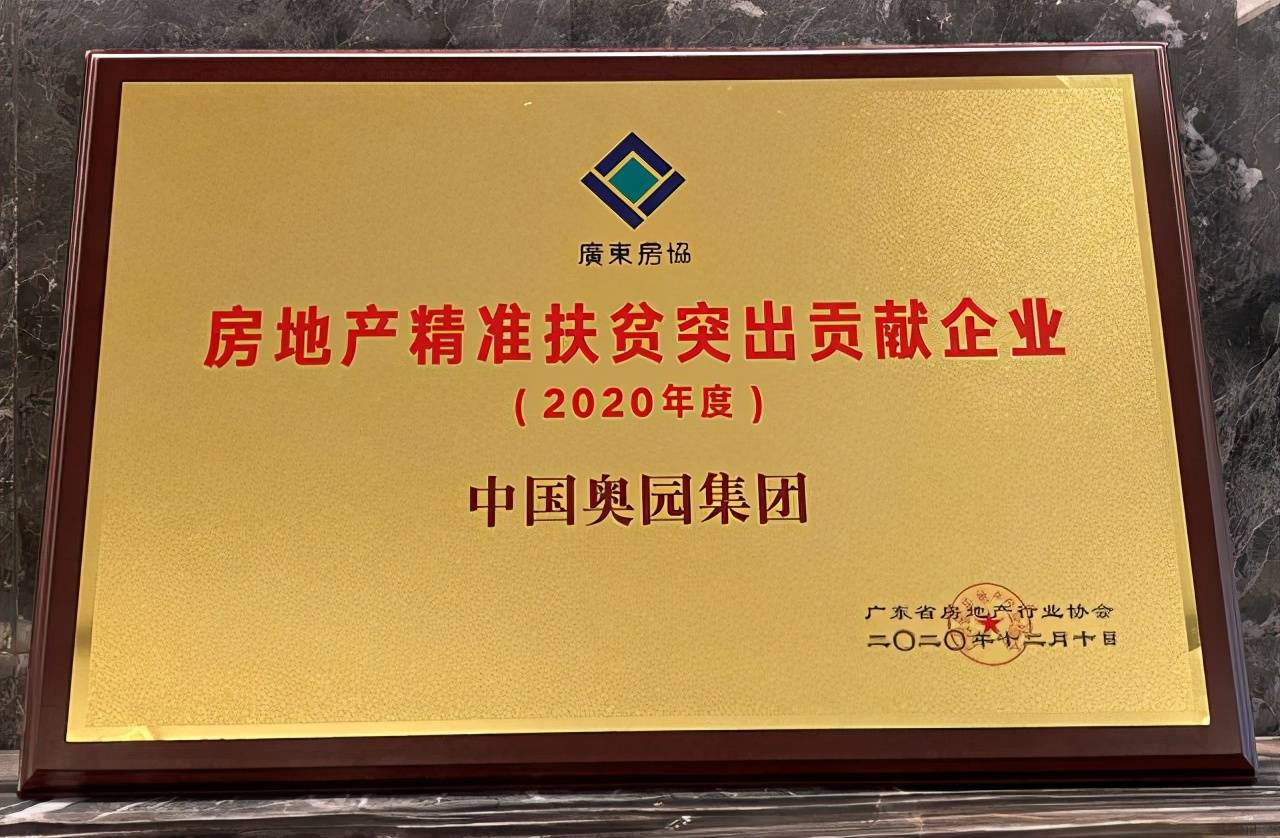 廣東房協
房地产精准扶贫突出贡献企业
(2020年度)
中国奥园集团
广东省房地产行业协会
二〇二〇年十二月十日